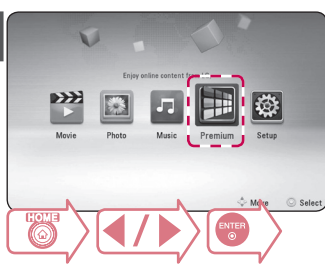 Enjoy online content from
Movie
Photo
Music
Premium
Setup
Move
Select
HOME
/
ENTER